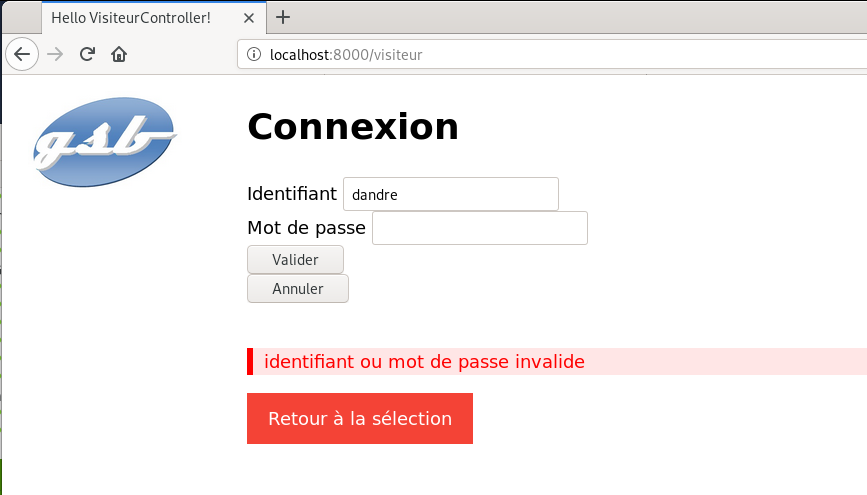 Hello VisiteurController!
localhost:8000/visiteur
gsb
Connexion
Identifiant dandre
Mot de passe
Valider
Annuler
identifiant ou mot de passe invalide
Retour à la sélection